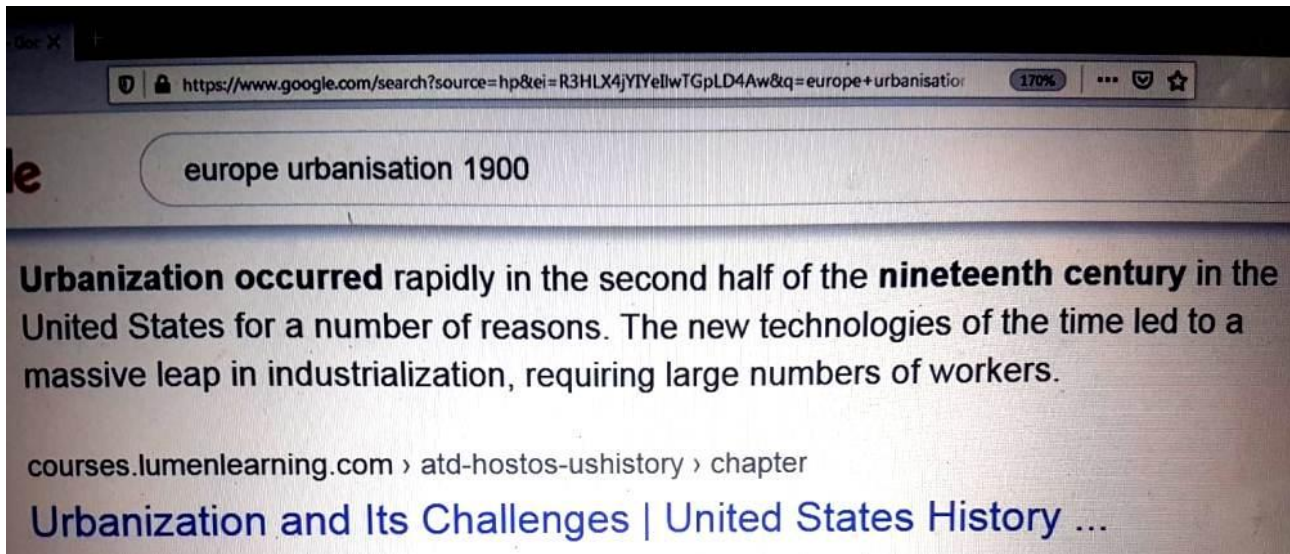 Doc
https://www.google.com/search?source=hp&ei=R3HLX4jYIYeIlwTGpLD4Aw&q=europe+urbanisation
170%
le
europe urbanisation 1900
Urbanization occurred rapidly in the second half of the nineteenth century in the
United States for a number of reasons. The new technologies of the time led to a
massive leap in industrialization, requiring large numbers of workers.
courses.lumenlearning.com › atd-hostos-ushistory › chapter
Urbanization and Its Challenges | United States History ...